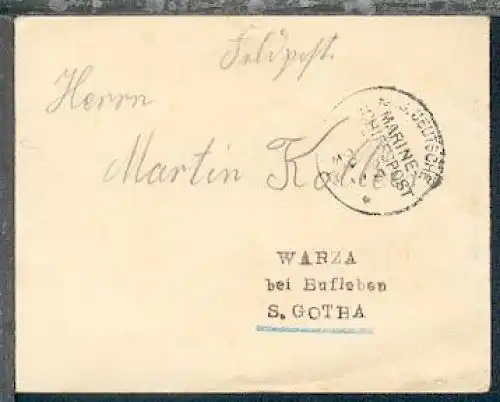 Feldpost.
Herrn
DEUTSCHE
MARINE-
SCHIFFSPOST
Martin
WARZA
bei Bufleben
S. GOTHA